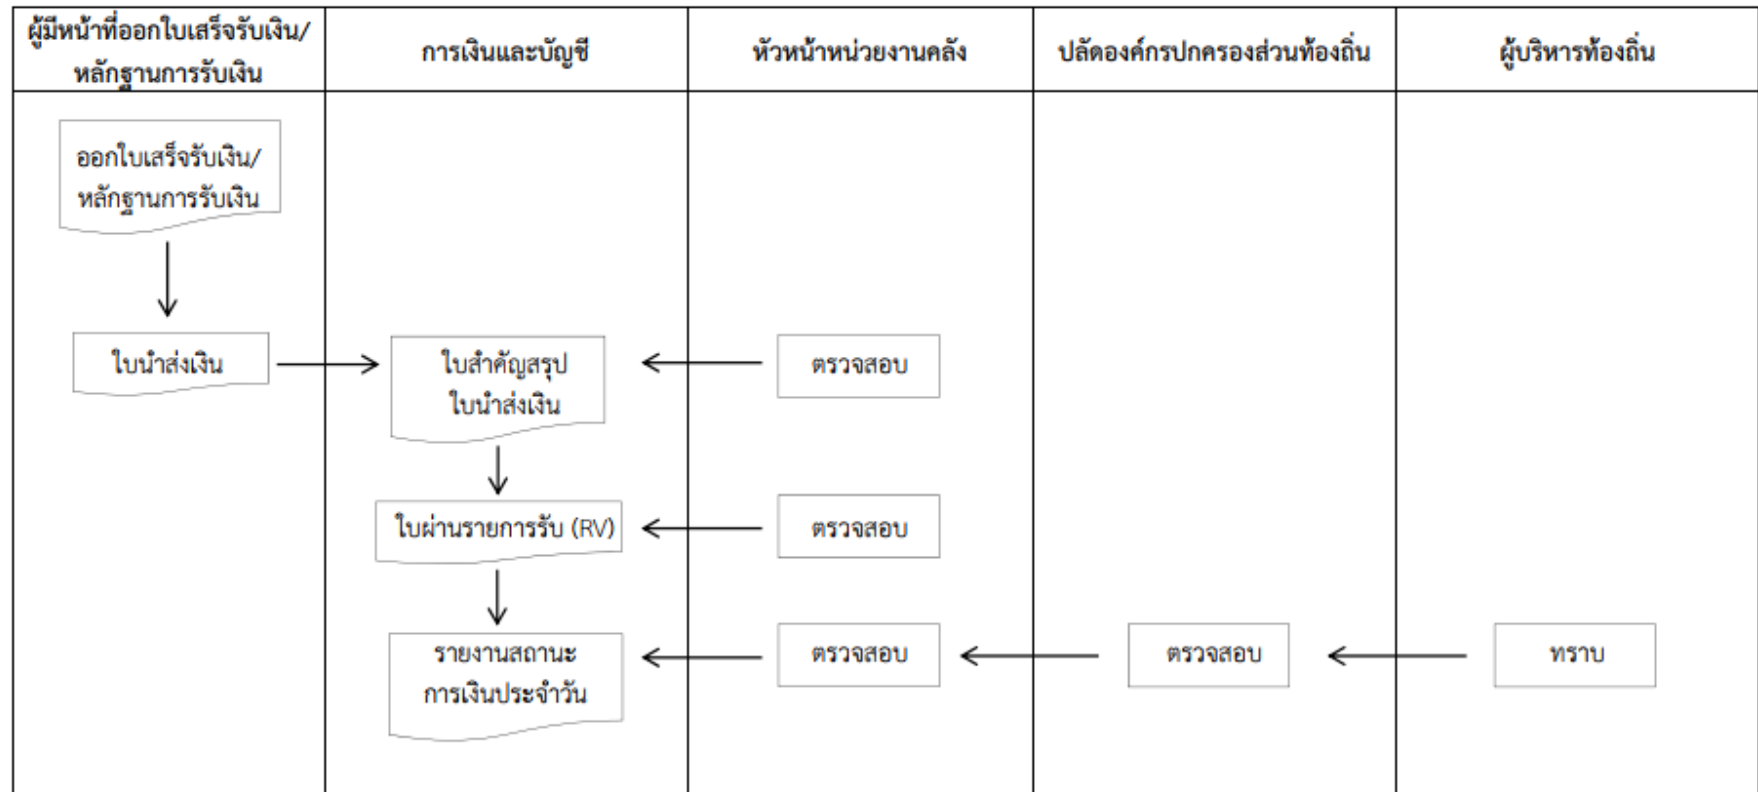 ผู้มีหน้าที่ออกใบเสร็จรับเงิน/
หลักฐานการรับเงิน
การเงินและบัญชี
หัวหน้าหน่วยงานคลัง
ปลัดองค์กรปกครองส่วนท้องถิ่น
ผู้บริหารท้องถิ่น
ออกใบเสร็จรับเงิน/
หลักฐานการรับเงิน
ใบนำส่งเงิน
ใบสำคัญสรุป
ใบนำส่งเงิน
ตรวจสอบ
ใบผ่านรายการรับ (RV)
ตรวจสอบ
รายงานสถานะ
การเงินประจำวัน
ตรวจสอบ
ตรวจสอบ
ทราบ